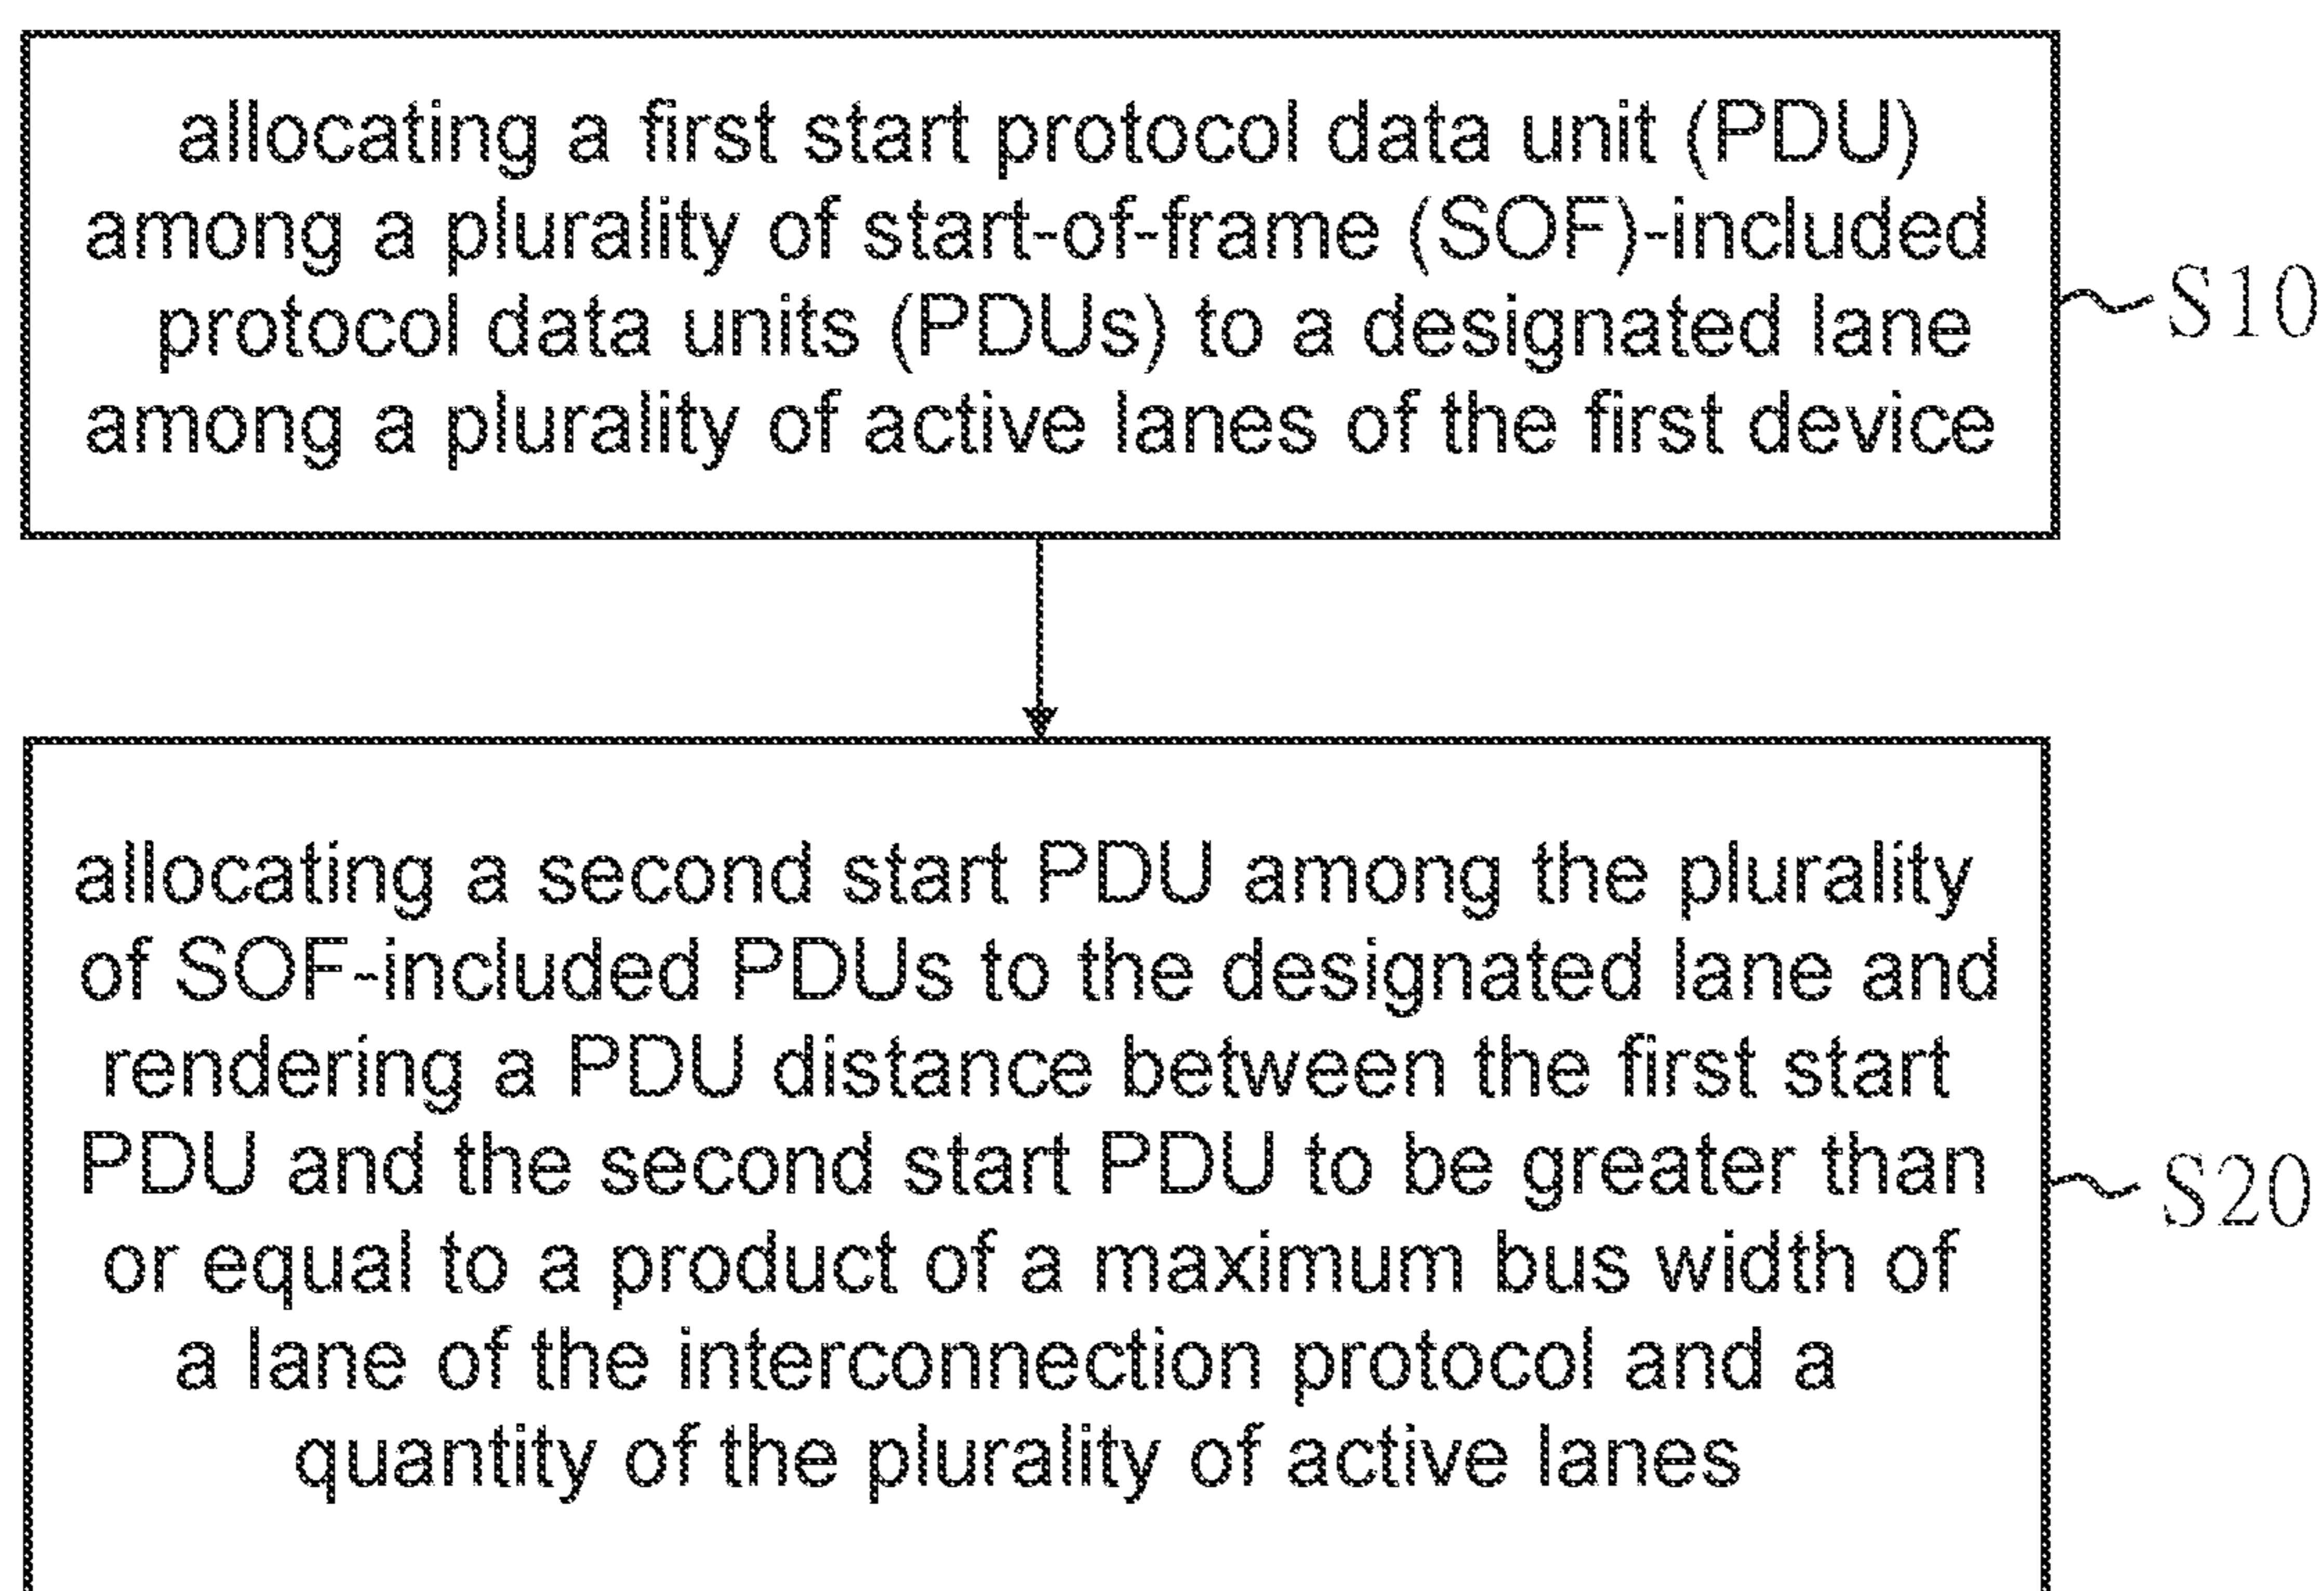 allocating a first start protocol data unit (PDU)
among a plurality of start-of-frame (SOF)-included
protocol data units (PDUs) to a designated lane
among a plurality of active lanes of the first device
S10
allocating a second start PDU among the plurality
of SOF-included PDUs to the designated lane and
rendering a PDU distance between the first start
PDU and the second start PDU to be greater than
or equal to a product of a maximum bus width of
a lane of the interconnection protocol and a
quantity of the plurality of active lanes
S20